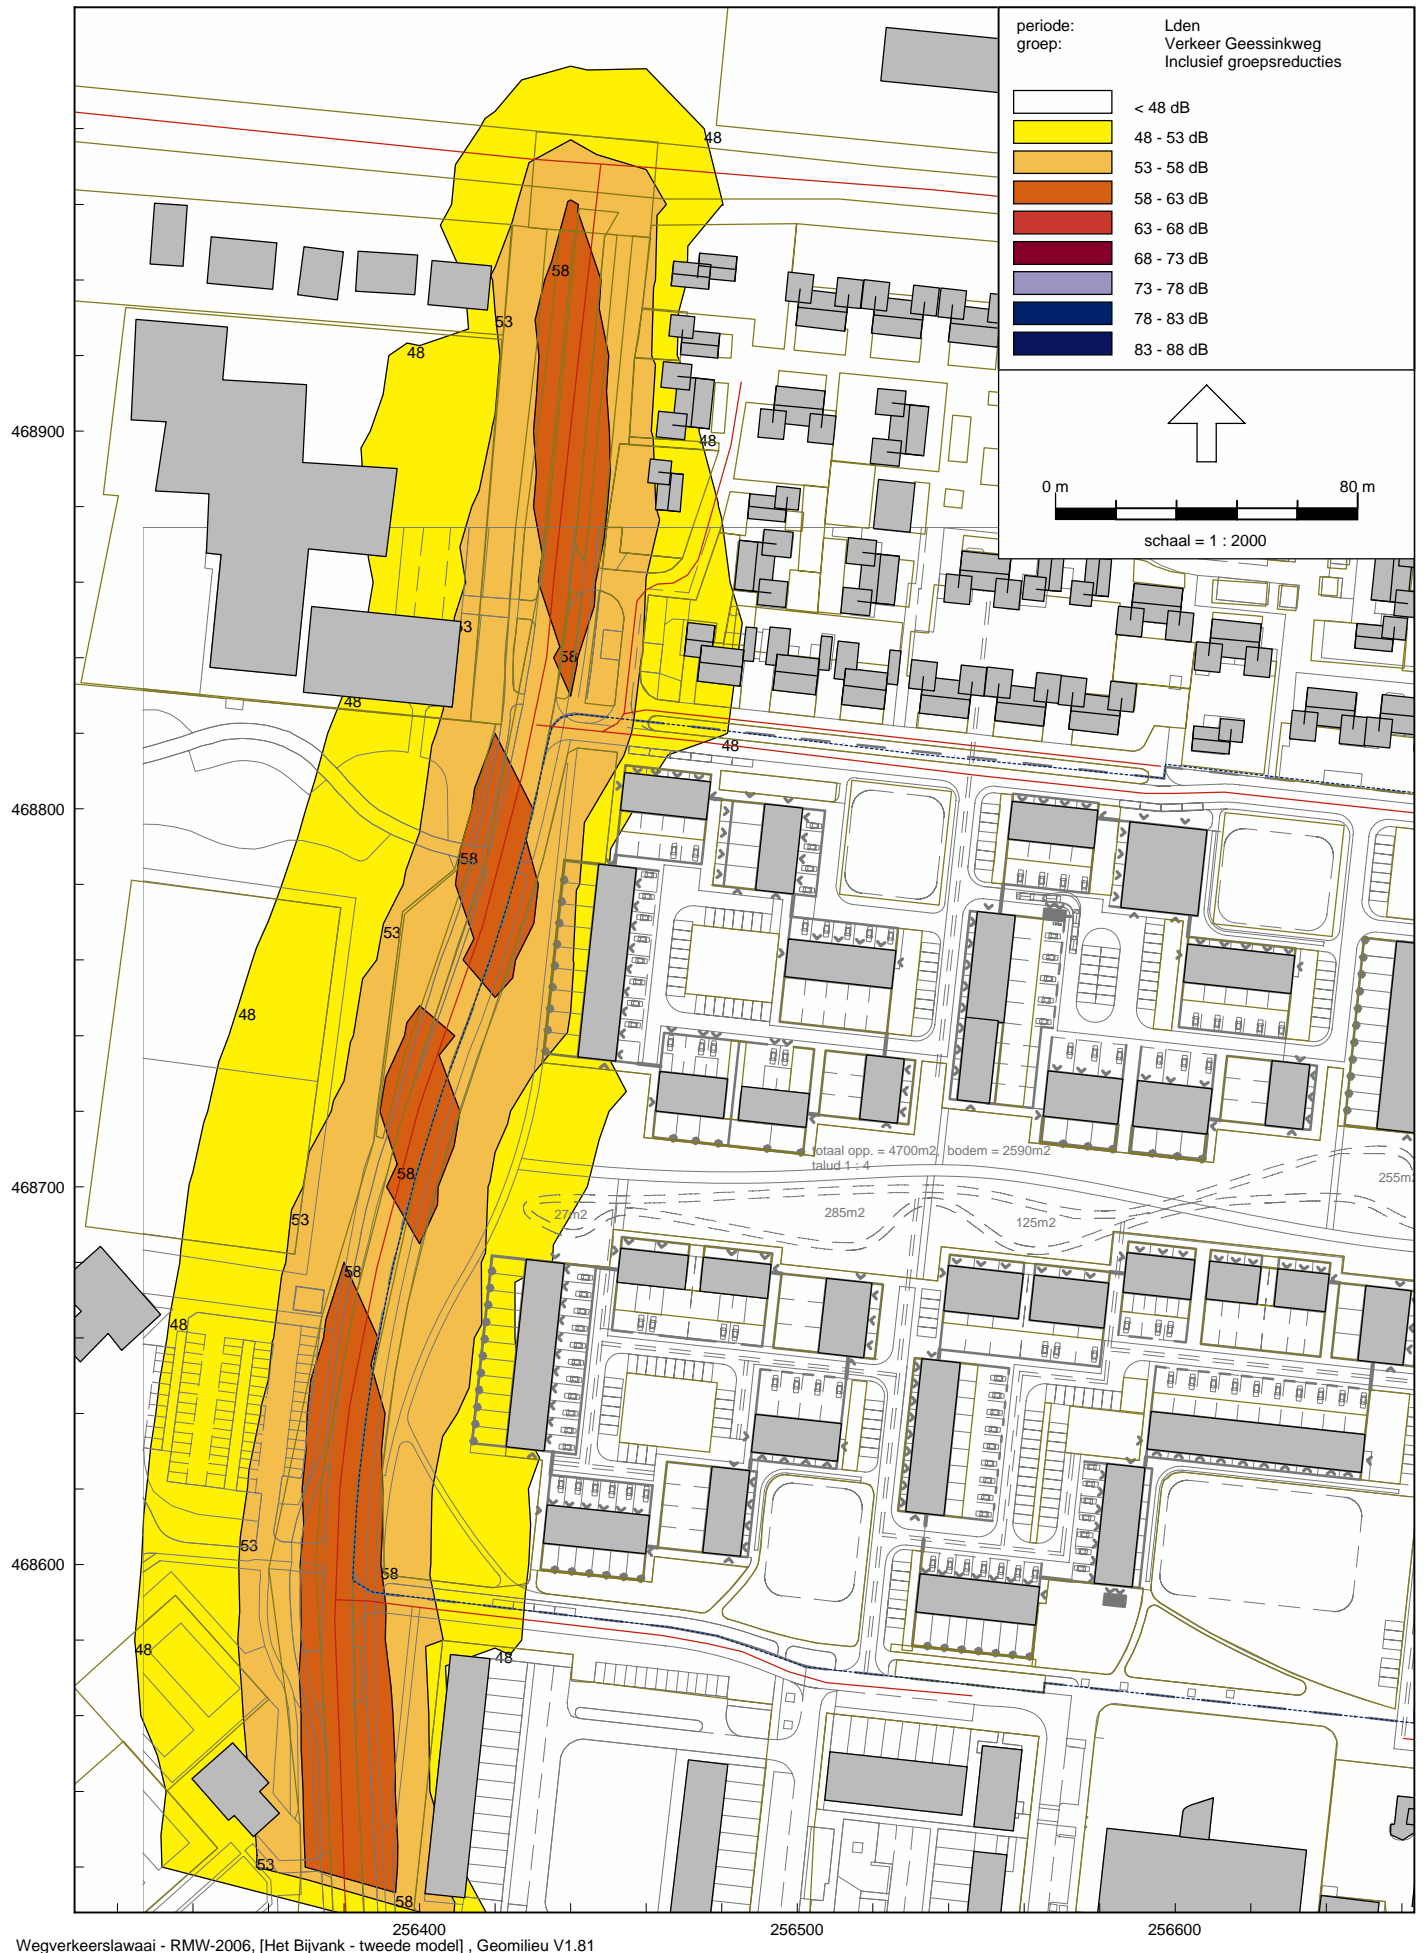 periode: Lden
groep: Verkeer Geessinkweg
Inclusief groepsreducties
< 48 dB
48 - 53 dB
53 - 58 dB
58 - 63 dB
63 - 68 dB
68 - 73 dB
73 - 78 dB
78 - 83 dB
83 - 88 dB
0 m 80 m
schaal = 1 : 2000
48
58
53
48
468900
48
53
58
48
48
468800
58
53
48
totaal opp. = 4700m2, bodem = 2590m2
talud 1 : 4
58
468700
255m2
27m2
285m2
125m2
53
58
48
53
468600
58
48
48
53
58
256400
256500
256600
Wegverkeerslawaai - RMW-2006, [Het Bijvank - tweede model] , Geomilieu V1.81